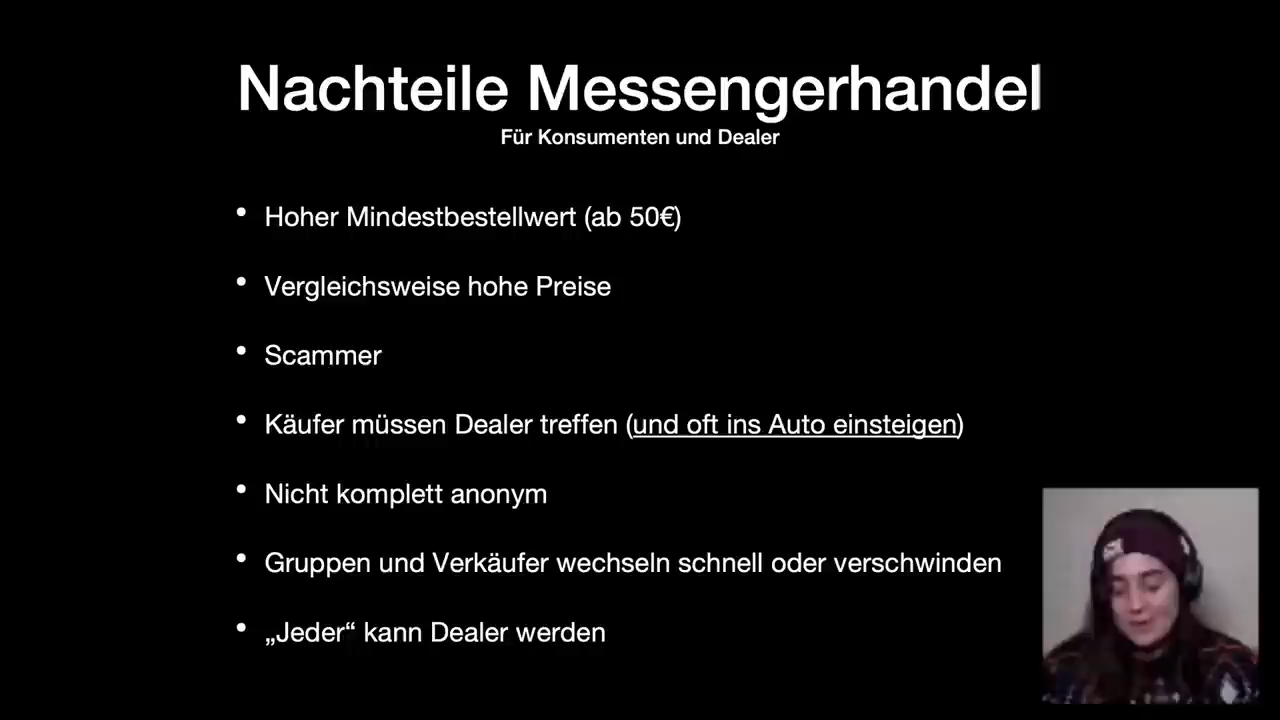 Nachteile Messengerhandel
Für Konsumenten und Dealer
• Hoher Mindestbestellwert (ab 50€)
• Vergleichsweise hohe Preise
• Scammer
• Käufer müssen Dealer treffen (und oft ins Auto einsteigen)
• Nicht komplett anonym
• Gruppen und Verkäufer wechseln schnell oder verschwinden
• „Jeder“ kann Dealer werden